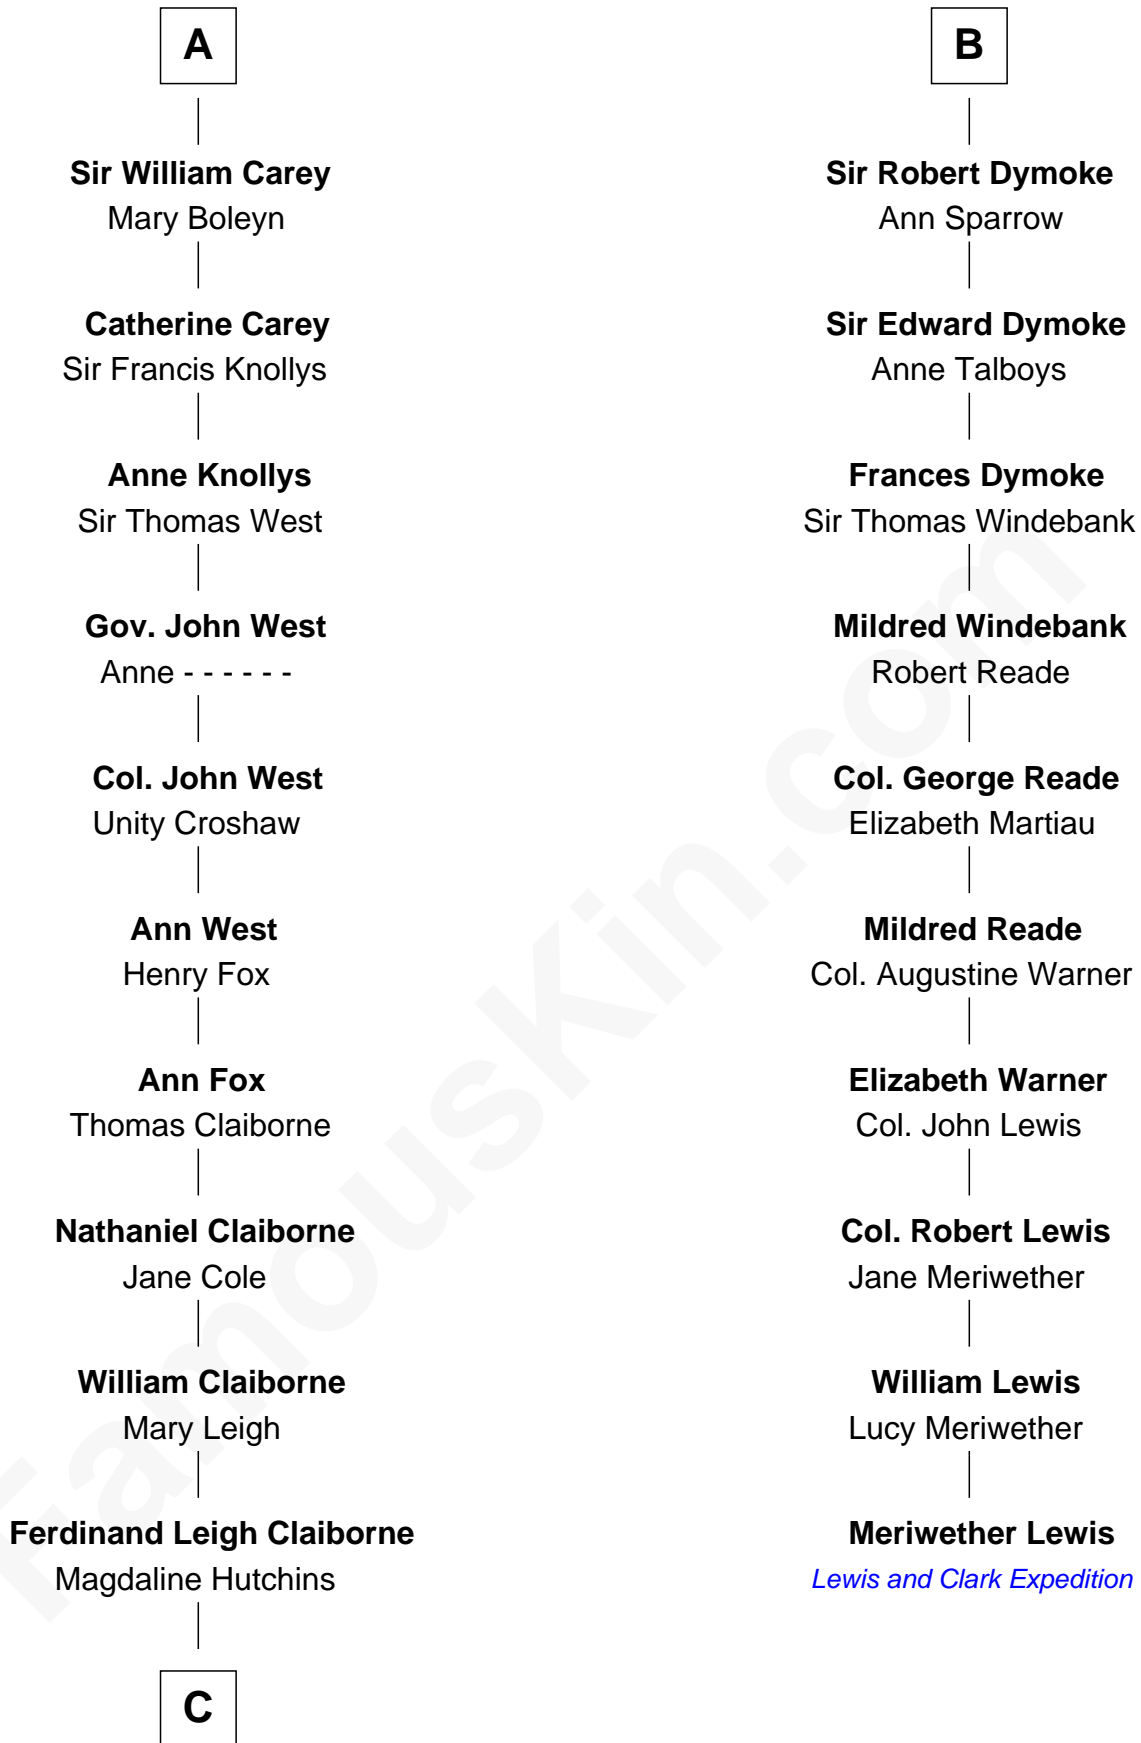 A
Sir William Carey
Mary Boleyn
Catherine Carey
Sir Francis Knollys
Anne Knollys
Sir Thomas West
Gov. John West
Anne - - - - - -
Col. John West
Unity Croshaw
Ann West
Henry Fox
Ann Fox
Thomas Claiborne
Nathaniel Claiborne
Jane Cole
William Claiborne
Mary Leigh
Ferdinand Leigh Claiborne
Magdaline Hutchins
C
B
Sir Robert Dymoke
Ann Sparrow
Sir Edward Dymoke
Anne Talboys
Frances Dymoke
Sir Thomas Windebank
Mildred Windebank
Robert Reade
Col. George Reade
Elizabeth Martiau
Mildred Reade
Col. Augustine Warner
Elizabeth Warner
Col. John Lewis
Col. Robert Lewis
Jane Meriwether
William Lewis
Lucy Meriwether
Meriwether Lewis
Lewis and Clark Expedition
FamousKin.com